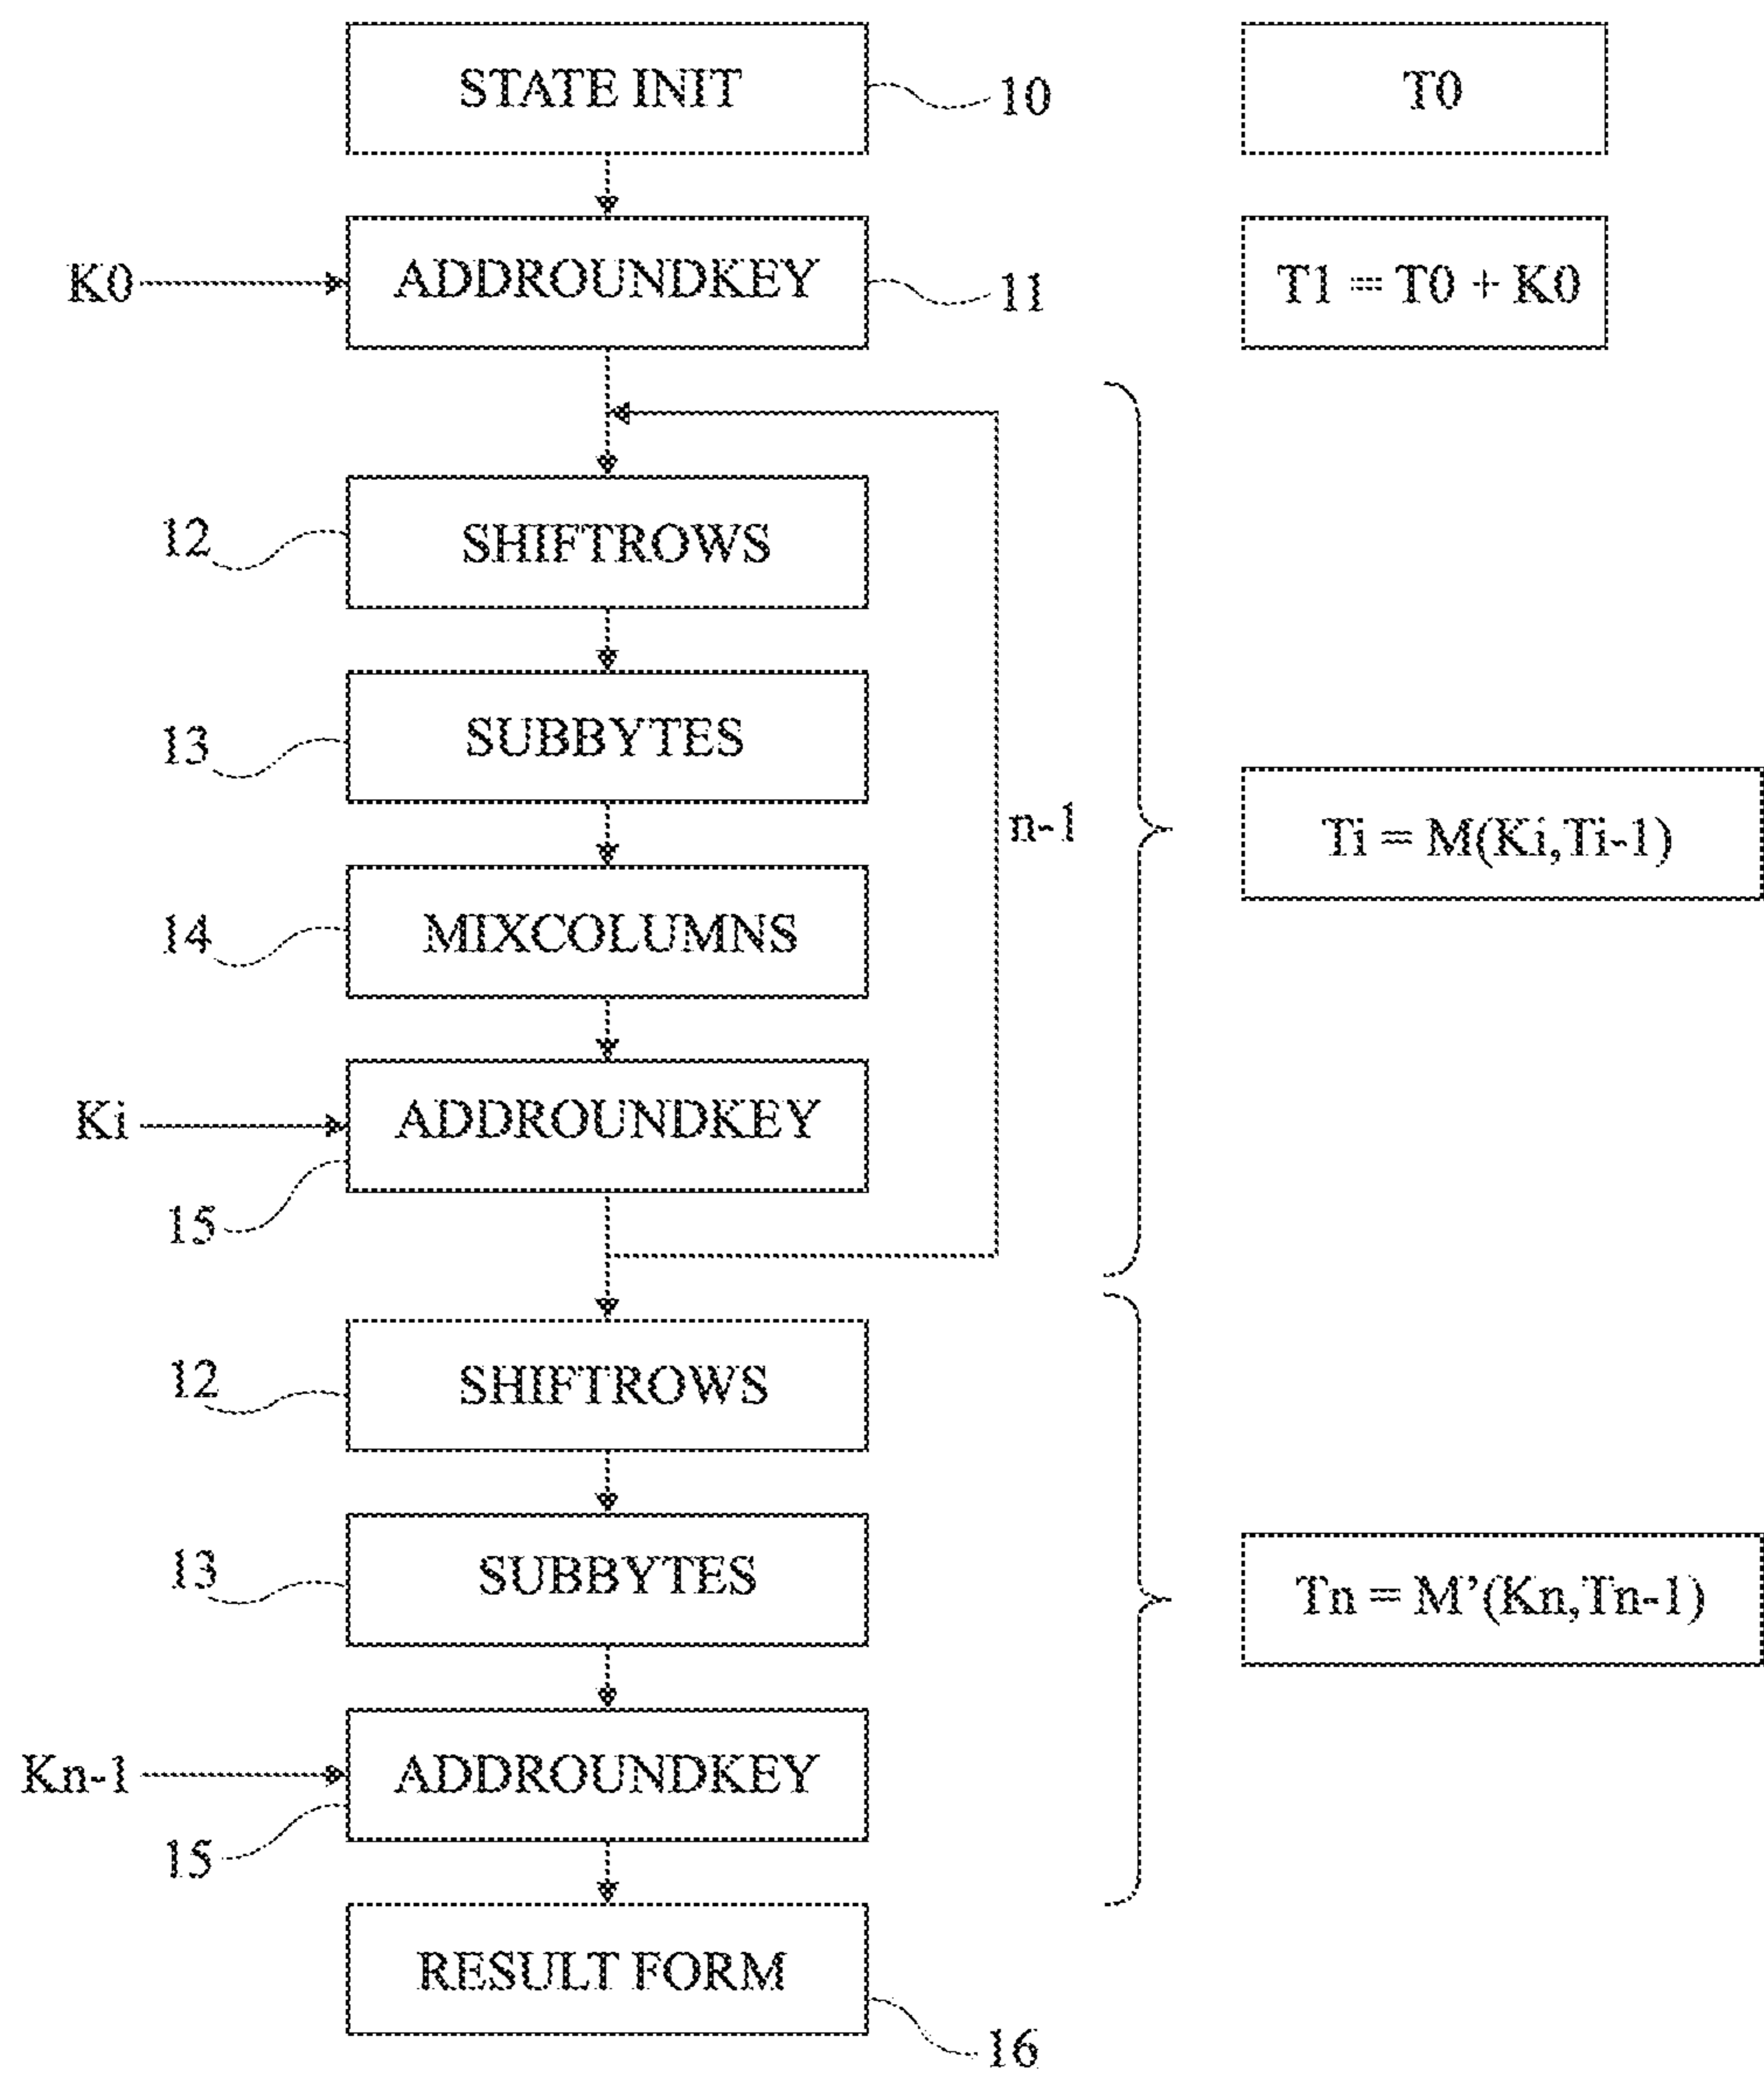 STATE INIT
10
T0
K0
ADDROUNDKEY
11
T1 = T0 + K0
12
SHIFTROWS
13
SUBBYTES
n-1
Ti = M(Ki,Ti-1)
14
MIXCOLUMNS
Ki
ADDROUNDKEY
15
12
SHIFTROWS
13
SUBBYTES
Tn = M’(Kn,Tn-1)
Kn-1
ADDROUNDKEY
15
RESULT FORM
16